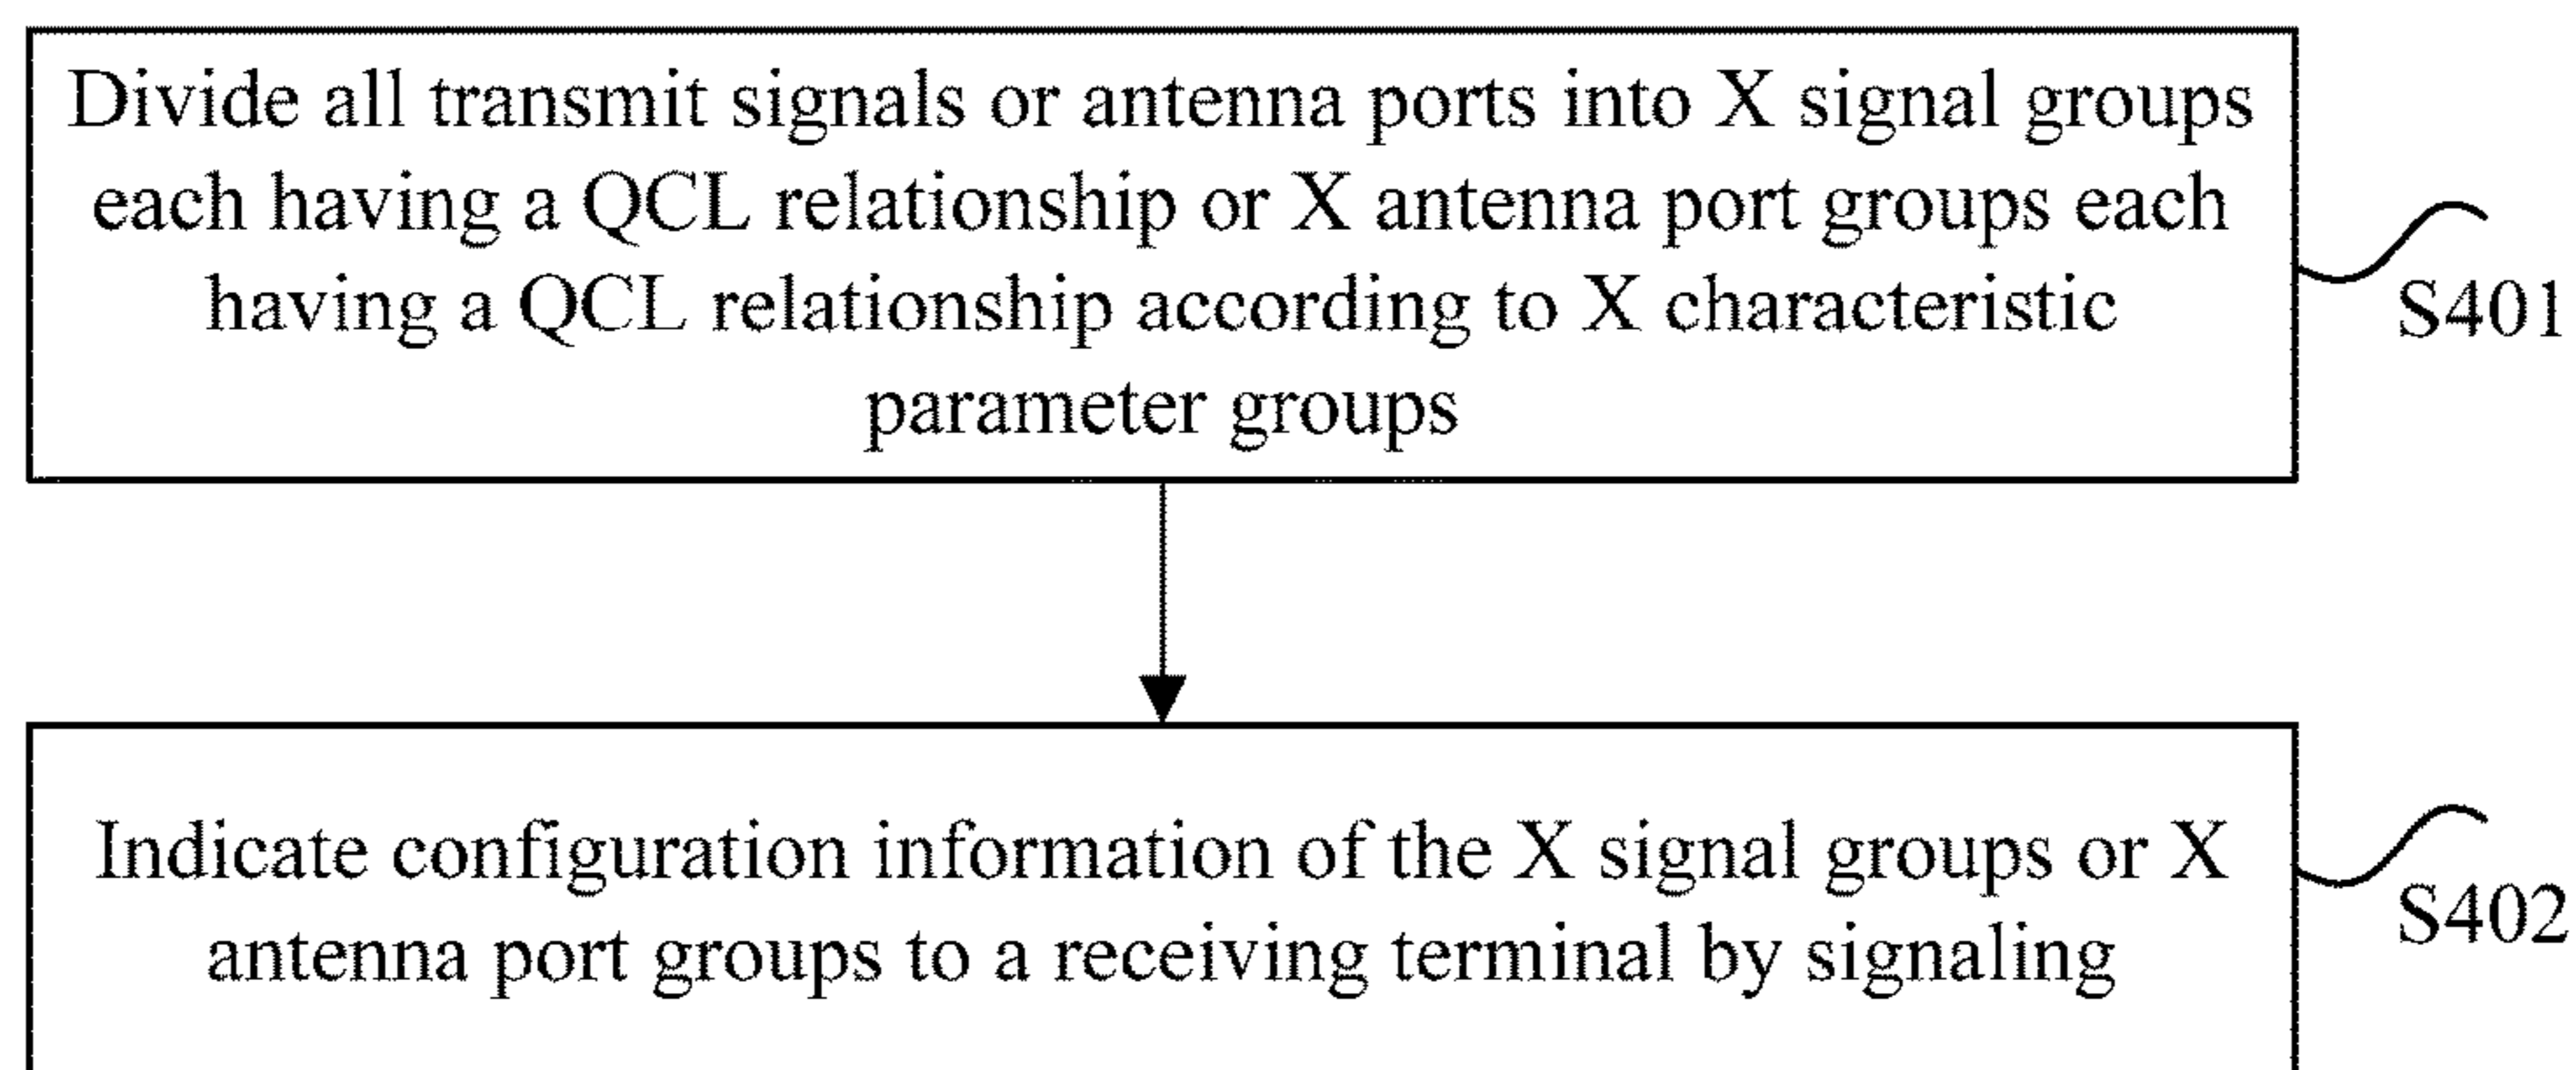 Divide all transmit signals or antenna ports into X signal groups
each having a QCL relationship or X antenna port groups each
having a QCL relationship according to X characteristic
parameter groups
S401
Indicate configuration information of the X signal groups or X
antenna port groups to a receiving terminal by signaling
S402